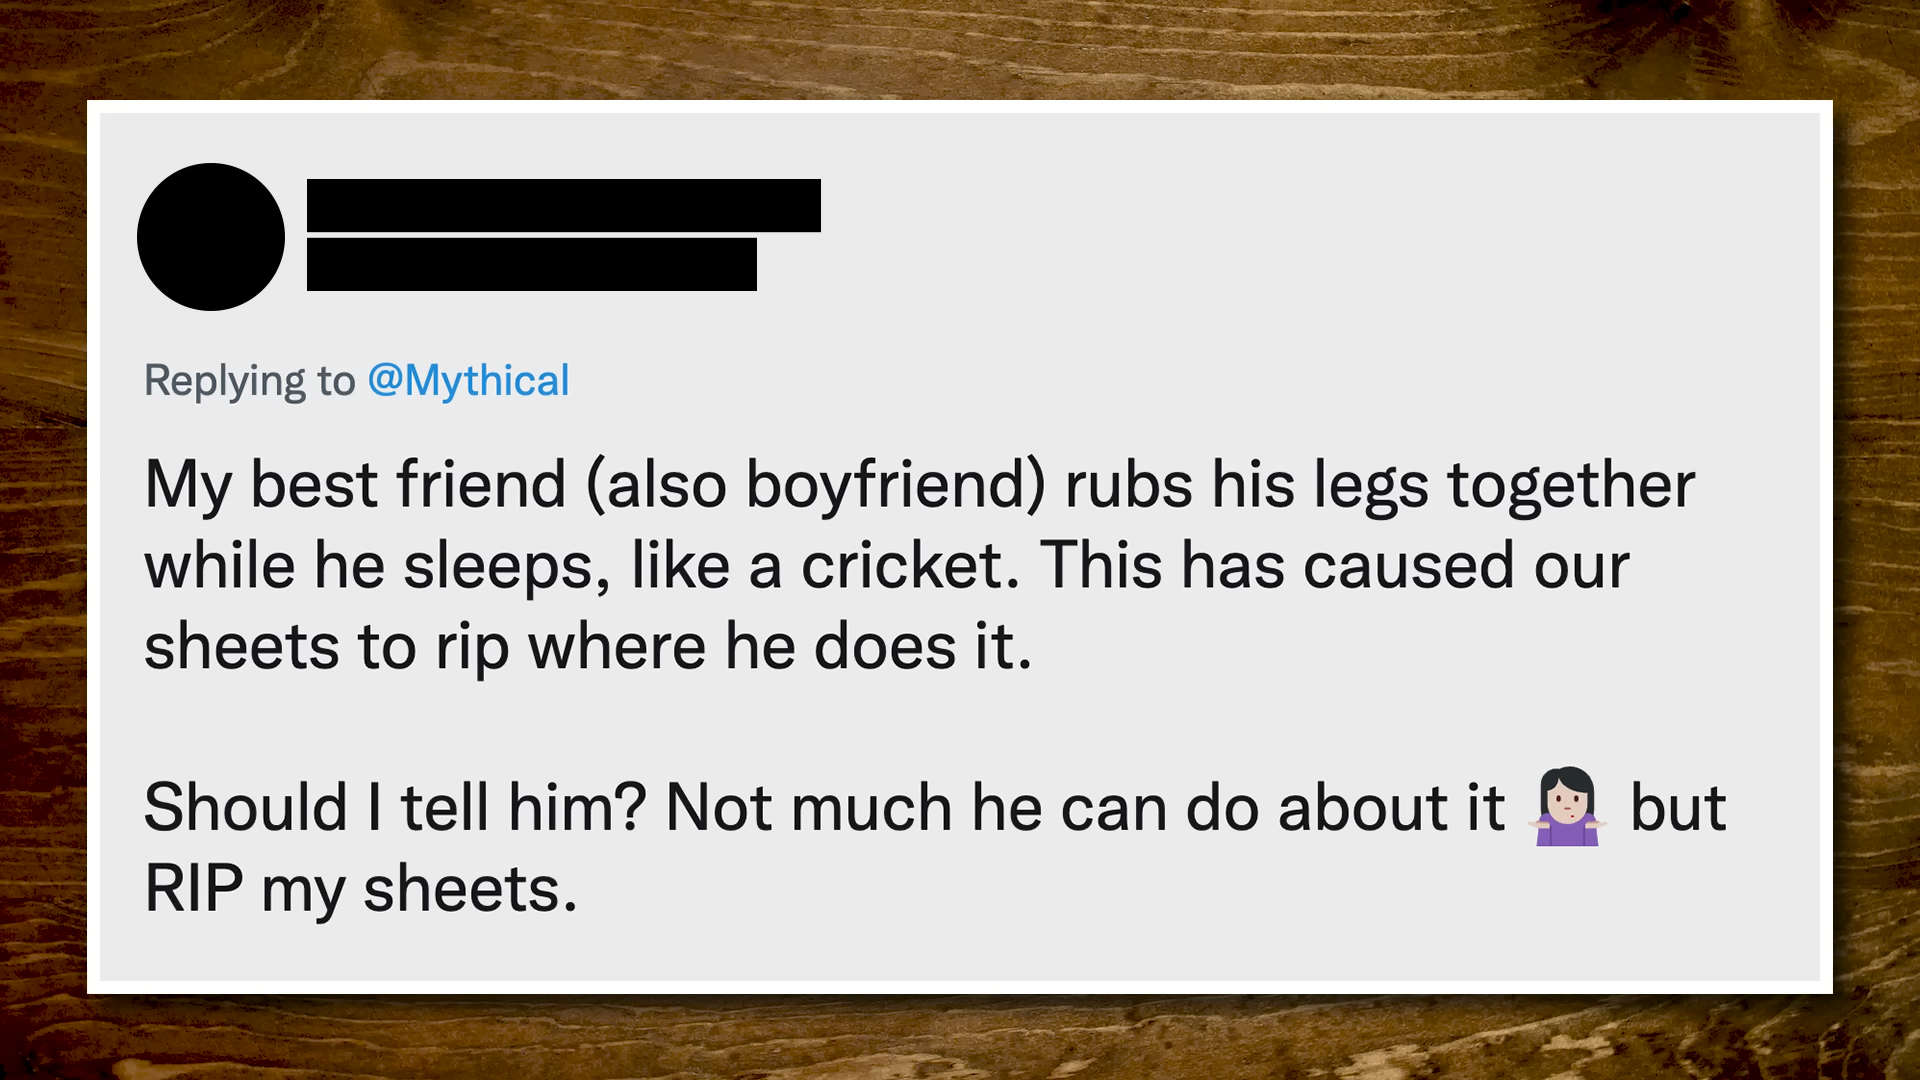 Replying to @Mythical
My best friend (also boyfriend) rubs his legs together
while he sleeps, like a cricket. This has caused our
sheets to rip where he does it.
Should I tell him? Not much he can do about it 🤷🏻‍♀️ but
RIP my sheets.